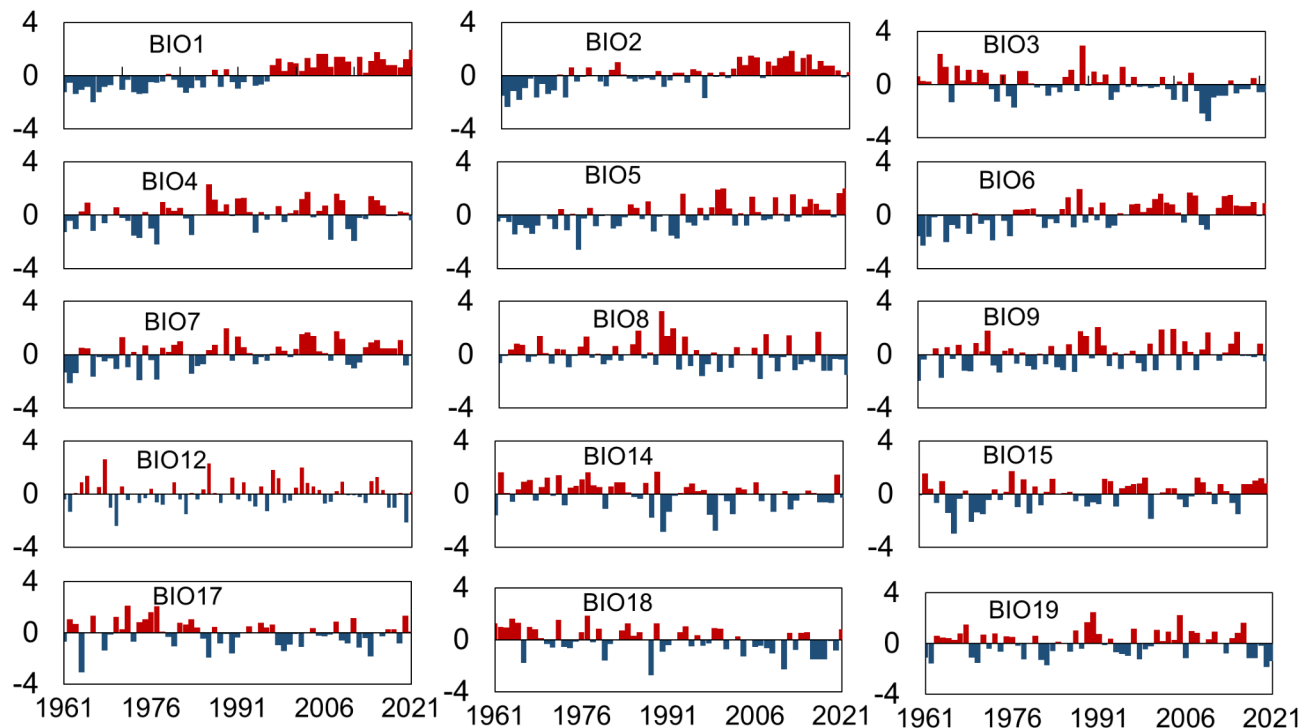 4 BIO1 0 -4
4 BIO2 0 -4
4 BIO3 0 -4
4 BIO4 0 -4
4 BIO5 0 -4
4 BIO6 0 -4
4 BIO7 0 -4
4 BIO8 0 -4
4 BIO9 0 -4
4 BIO12 0 -4
4 BIO14 0 -4
4 BIO15 0 -4
4 BIO17 0 -4
4 BIO18 0 -4
4 BIO19 0 -4
1961 1976 1991 2006 2021
1961 1976 1991 2006 2021
1961 1976 1991 2006 2021